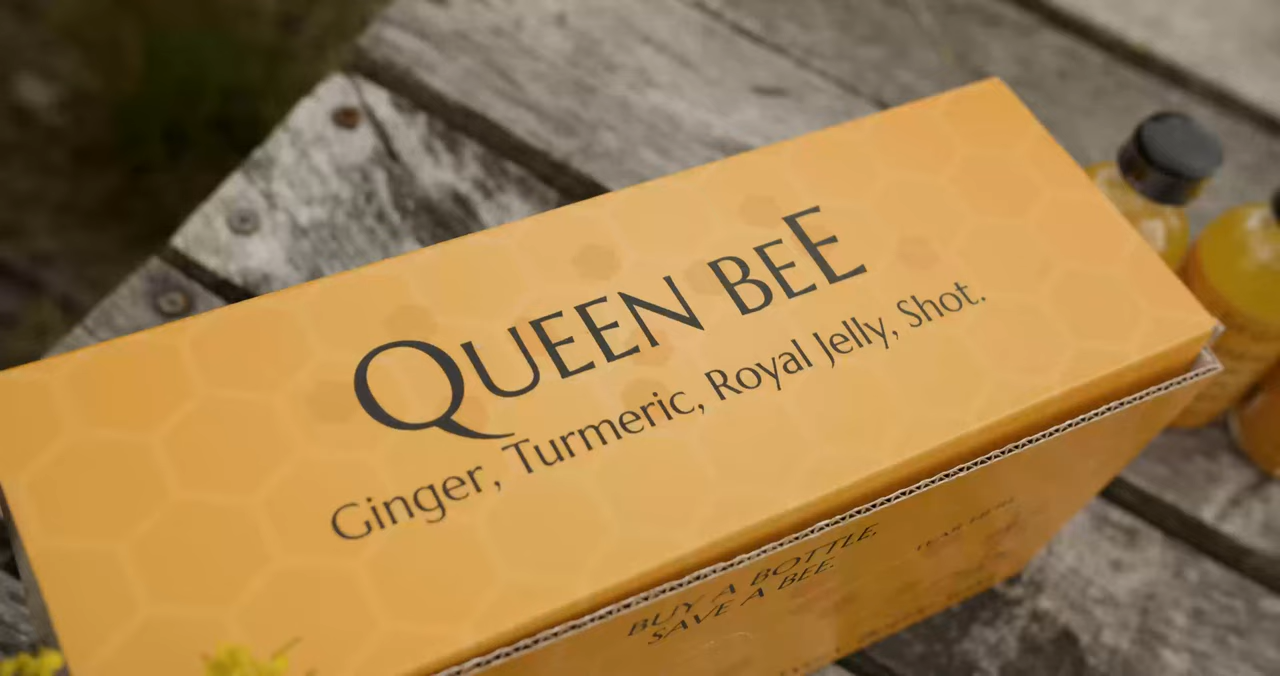 QUEEN BEE
Ginger, Turmeric, Royal Jelly, Shot.
BUY A BOTTLE,
SAVE A BEE.